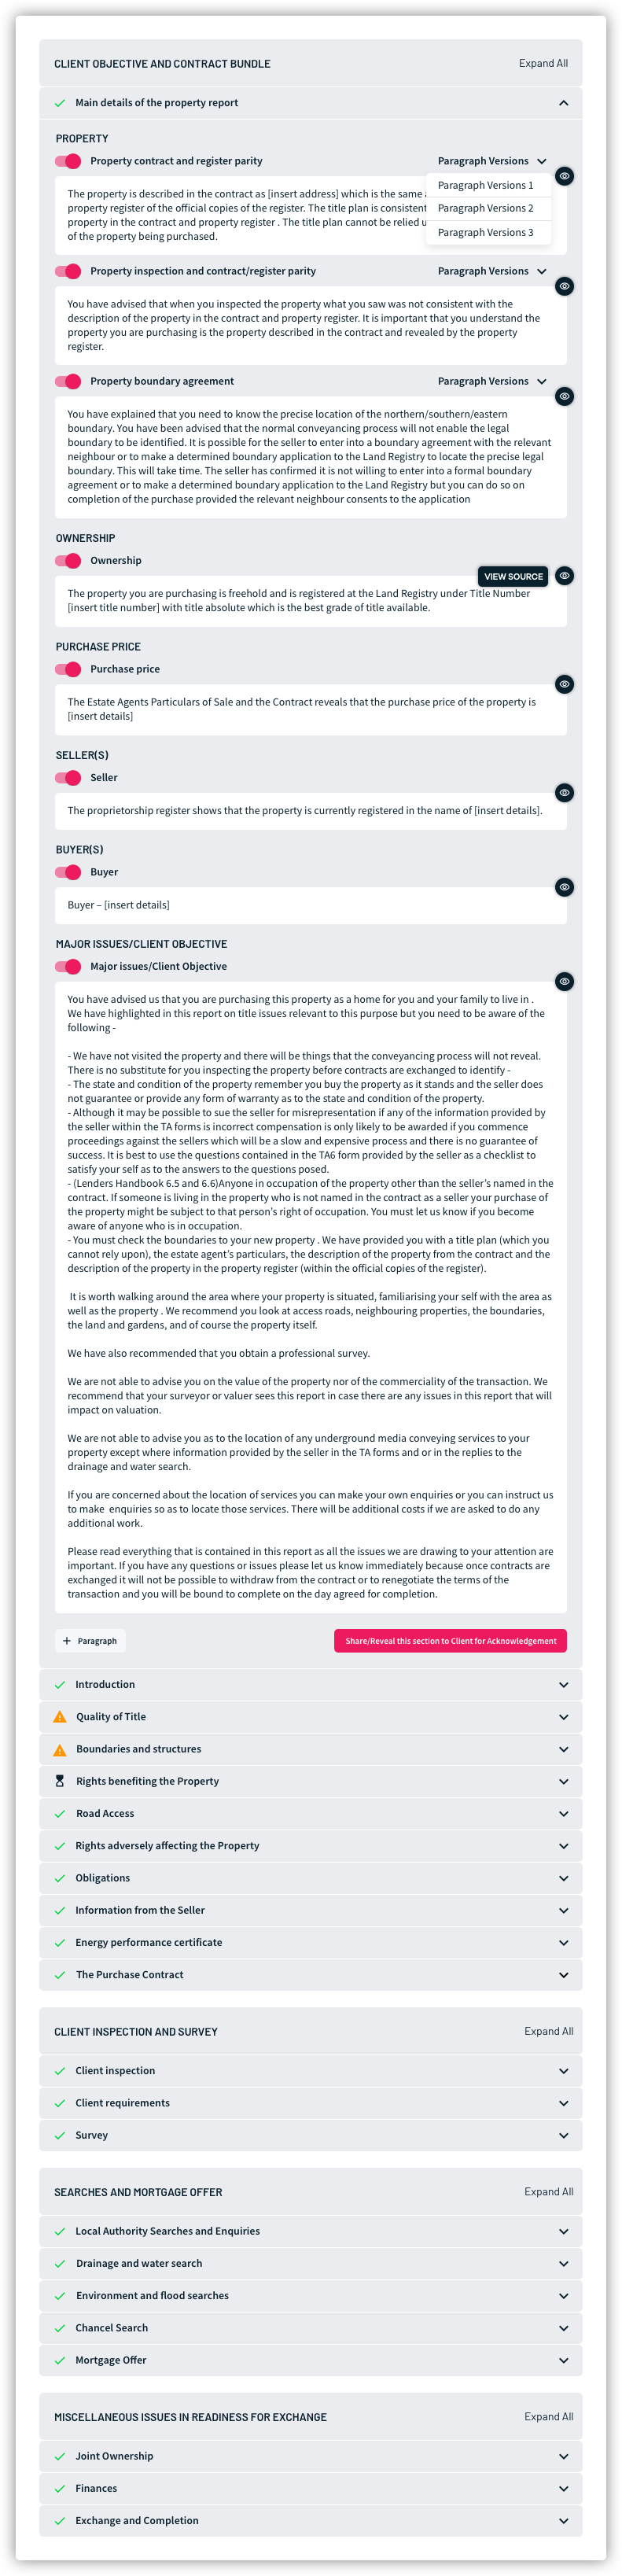 CLIENT OBJECTIVE AND CONTRACT BUNDLE
Expand All
Main details of the property report
PROPERTY
Property contract and register parity
Paragraph Versions
Paragraph Versions 1
Paragraph Versions 2
Paragraph Versions 3
The property is described in the contract as [insert address] which is the same
property register of the official copies of the register. The title plan is consistent
property in the contract and property register . The title plan cannot be relied
of the property being purchased.
Property inspection and contract/register parity
Paragraph Versions
You have advised that when you inspected the property what you saw was not consistent with the
description of the property in the contract and property register. It is important that you understand the
property you are purchasing is the property described in the contract and revealed by the property
register.
Property boundary agreement
Paragraph Versions
You have explained that you need to know the precise location of the northern/southern/eastern
boundary. You have been advised that the normal conveyancing process will not enable the legal
boundary to be identified. It is possible for the seller to enter into a boundary agreement with the relevant
neighbour or to make a determined boundary application to the Land Registry to locate the precise legal
boundary. This will take time. The seller has confirmed it is not willing to enter into a formal boundary
agreement or to make a determined boundary application to the Land Registry but you can do so on
completion of the purchase provided the relevant neighbour consents to the application
OWNERSHIP
Ownership
VIEW SOURCE
The property you are purchasing is freehold and is registered at the Land Registry under Title Number
[insert title number] with title absolute which is the best grade of title available.
PURCHASE PRICE
Purchase price
The Estate Agents Particulars of Sale and the Contract reveals that the purchase price of the property is
[insert details]
SELLER(S)
Seller
The proprietorship register shows that the property is currently registered in the name of [insert details].
BUYER(S)
Buyer
Buyer – [insert details]
MAJOR ISSUES/CLIENT OBJECTIVE
Major issues/Client Objective
You have advised us that you are purchasing this property as a home for you and your family to live in .
We have highlighted in this report on title issues relevant to this purpose but you need to be aware of the
following -
- We have not visited the property and there will be things that the conveyancing process will not reveal.
There is no substitute for you inspecting the property before contracts are exchanged to identify -
- The state and condition of the property remember you buy the property as it stands and the seller does
not guarantee or provide any form of warranty as to the state and condition of the property.
- Although it may be possible to sue the seller for misrepresentation if any of the information provided by
the seller within the TA forms is incorrect compensation is only likely to be awarded if you commence
proceedings against the sellers which will be a slow and expensive process and there is no guarantee of
success. It is best to use the questions contained in the TA6 form provided by the seller as a checklist to
satisfy your self as to the answers to the questions posed.
- (Lenders Handbook 6.5 and 6.6)Anyone in occupation of the property other than the seller's named in the
contract. If someone is living in the property who is not named in the contract as a seller your purchase of
the property might be subject to that person's right of occupation. You must let us know if you become
aware of anyone who is in occupation.
- You must check the boundaries to your new property . We have provided you with a title plan (which you
cannot rely upon), the estate agent's particulars, the description of the property from the contract and the
description of the property in the property register (within the official copies of the register).
It is worth walking around the area where your property is situated, familiarising your self with the area as
well as the property . We recommend you look at access roads, neighbouring properties, the boundaries,
the land and gardens, and of course the property itself.
We have also recommended that you obtain a professional survey.
We are not able to advise you on the value of the property nor of the commerciality of the transaction. We
recommend that your surveyor or valuer sees this report in case there are any issues in this report that will
impact on valuation.
We are not able to advise you as to the location of any underground media conveying services to your
property except where information provided by the seller in the TA forms and or in the replies to the
drainage and water search.
If you are concerned about the location of services you can make your own enquiries or you can instruct us
to make enquiries so as to locate those services. There will be additional costs if we are asked to do any
additional work.
Please read everything that is contained in this report as all the issues we are drawing to your attention are
important. If you have any questions or issues please let us know immediately because once contracts are
exchanged it will not be possible to withdraw from the contract or to renegotiate the terms of the
transaction and you will be bound to complete on the day agreed for completion.
+ Paragraph
Share/Reveal this section to Client for Acknowledgement
Introduction
Quality of Title
Boundaries and structures
Rights benefiting the Property
Road Access
Rights adversely affecting the Property
Obligations
Information from the Seller
Energy performance certificate
The Purchase Contract
CLIENT INSPECTION AND SURVEY
Expand All
Client inspection
Client requirements
Survey
SEARCHES AND MORTGAGE OFFER
Expand All
Local Authority Searches and Enquiries
Drainage and water search
Environment and flood searches
Chancel Search
Mortgage Offer
MISCELLANEOUS ISSUES IN READINESS FOR EXCHANGE
Expand All
Joint Ownership
Finances
Exchange and Completion